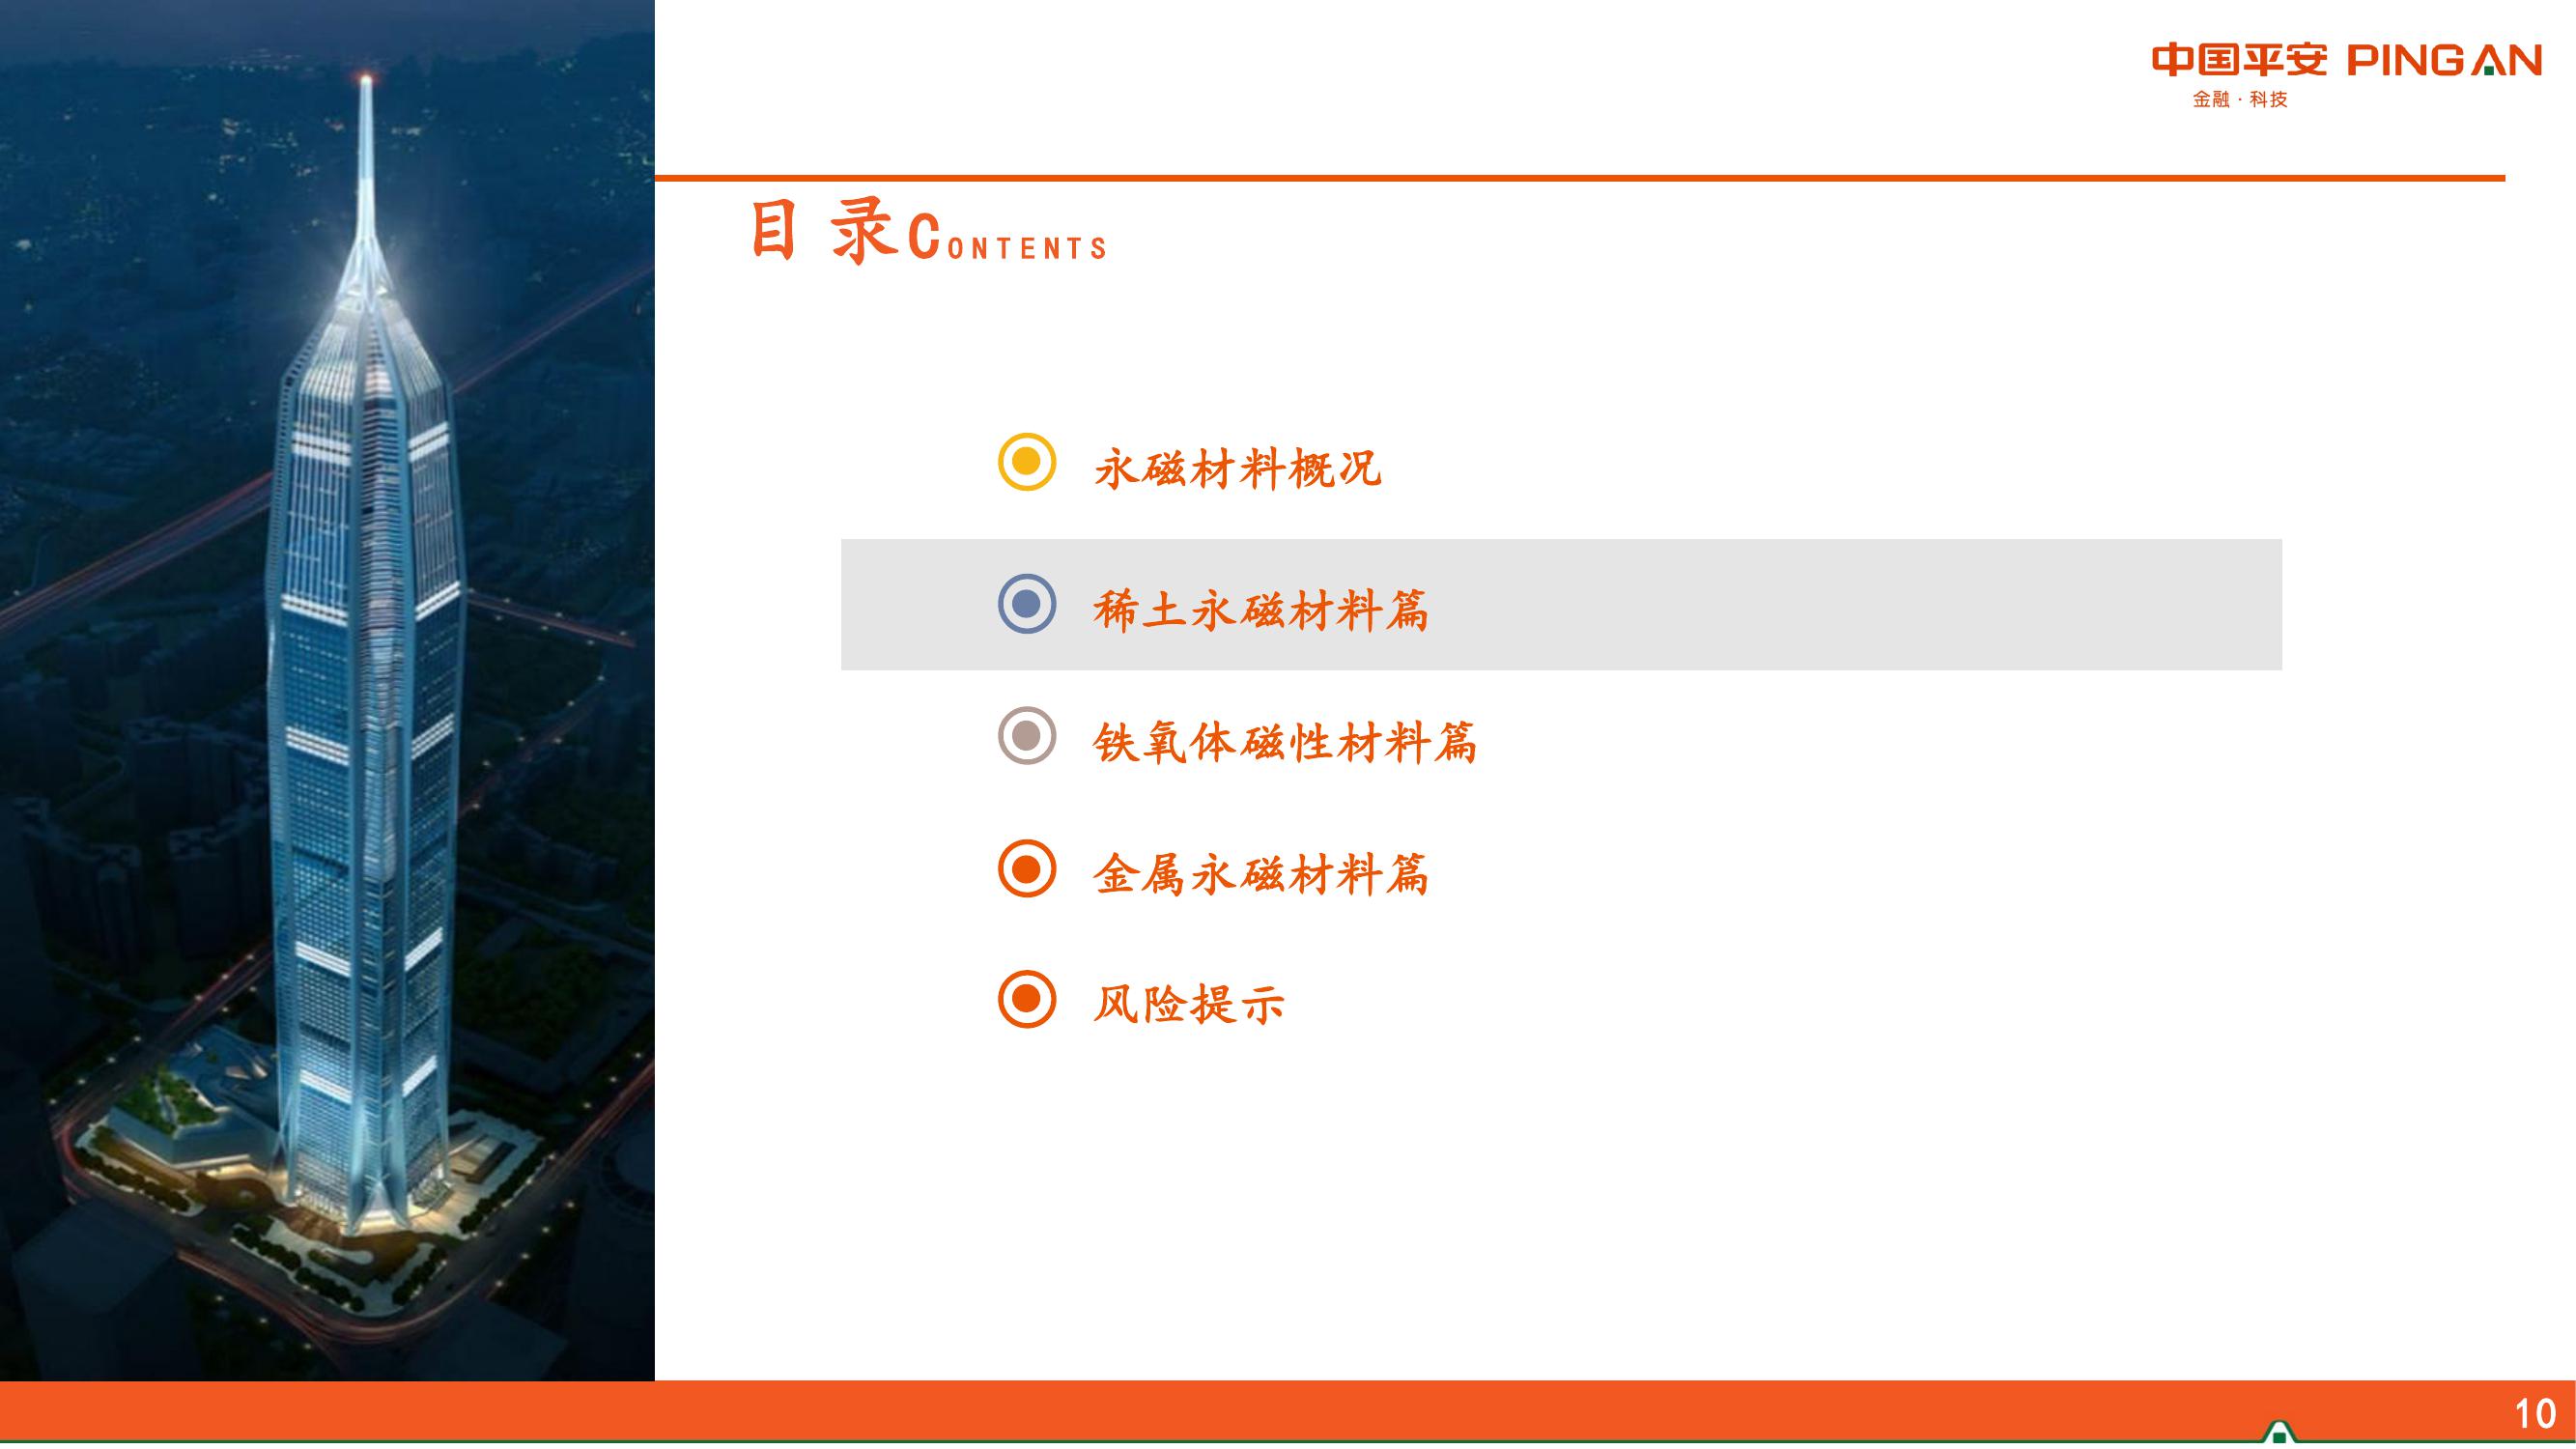 中国平安 PINGAN
金融·科技
目录CONTENTS
永磁材料概况
稀土永磁材料篇
铁氧体磁性材料篇
金属永磁材料篇
风险提示
10